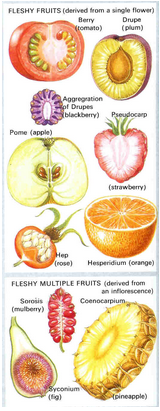 FLESHY FRUITS (derived from a single flower)
Berry
(tomato)
Drupe
(plum)
Aggregration
of Drupes
(blackberry)
Pseudocarp
Pome (apple)
(strawberry)
Hep
(rose)
Hesperidium (orange)
FLESHY MULTIPLE FRUITS (derived from
an inflorescence)
Sorosis
(mulberry)
Coenocarpium
Syconium
(fig)
(pineapple)